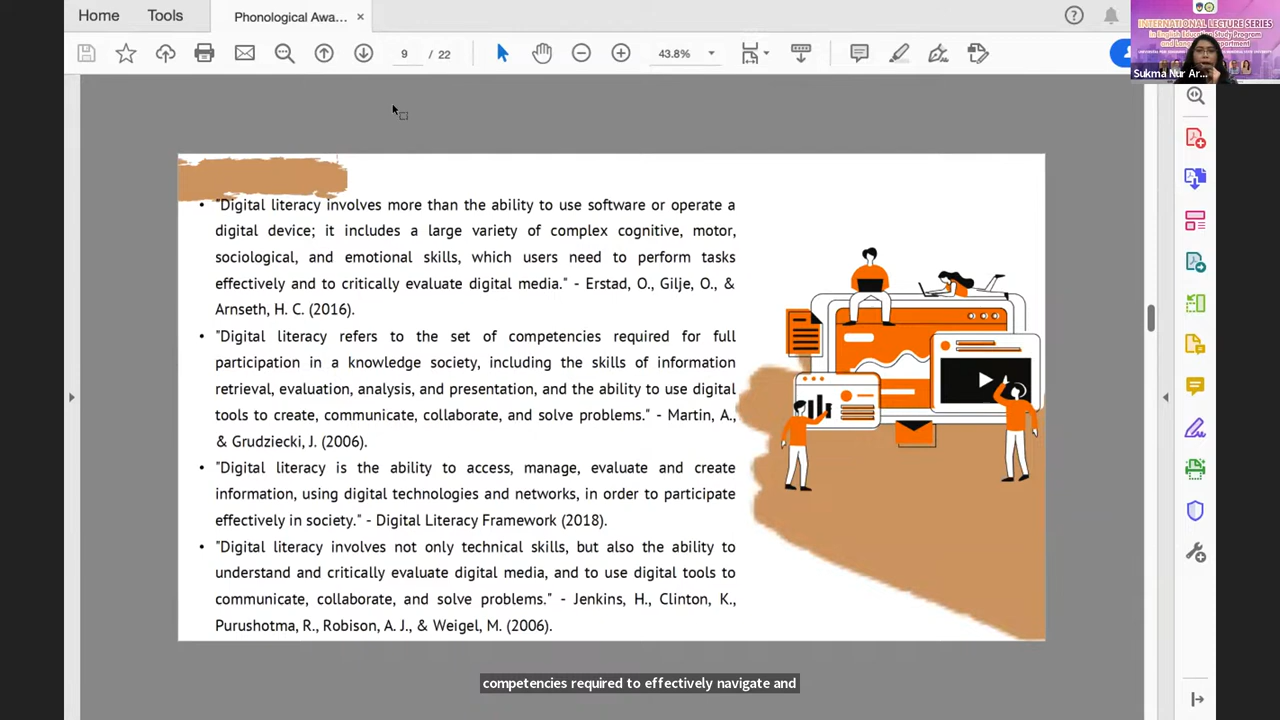 Home
Tools
Phonological Awa...
9 / 22
43.8%
INTERNATIONAL LECTURE SERIES
in English Education Study Program
Sukma Nur Ar...
• "Digital literacy involves more than the ability to use software or operate a
digital device; it includes a large variety of complex cognitive, motor,
sociological, and emotional skills, which users need to perform tasks
effectively and to critically evaluate digital media." - Erstad, O., Gilje, O., &
Arnseth, H. C. (2016).
• "Digital literacy refers to the set of competencies required for full
participation in a knowledge society, including the skills of information
retrieval, evaluation, analysis, and presentation, and the ability to use digital
tools to create, communicate, collaborate, and solve problems." - Martin, A.,
& Grudziecki, J. (2006).
• "Digital literacy is the ability to access, manage, evaluate and create
information, using digital technologies and networks, in order to participate
effectively in society." - Digital Literacy Framework (2018).
• "Digital literacy involves not only technical skills, but also the ability to
understand and critically evaluate digital media, and to use digital tools to
communicate, collaborate, and solve problems." - Jenkins, H., Clinton, K.,
Purushotma, R., Robison, A. J., & Weigel, M. (2006).
competencies required to effectively navigate and